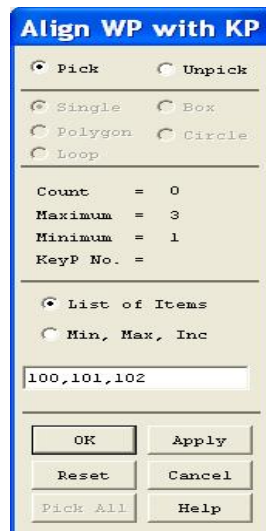 Align WP with KP
Pick Unpick
Single Box
Polygon Circle
Loop
Count = 0
Maximum = 3
Minimum = 1
KeyP No. =
List of Items
Min, Max, Inc
100,101,102
OK Apply
Reset Cancel
Pick All Help